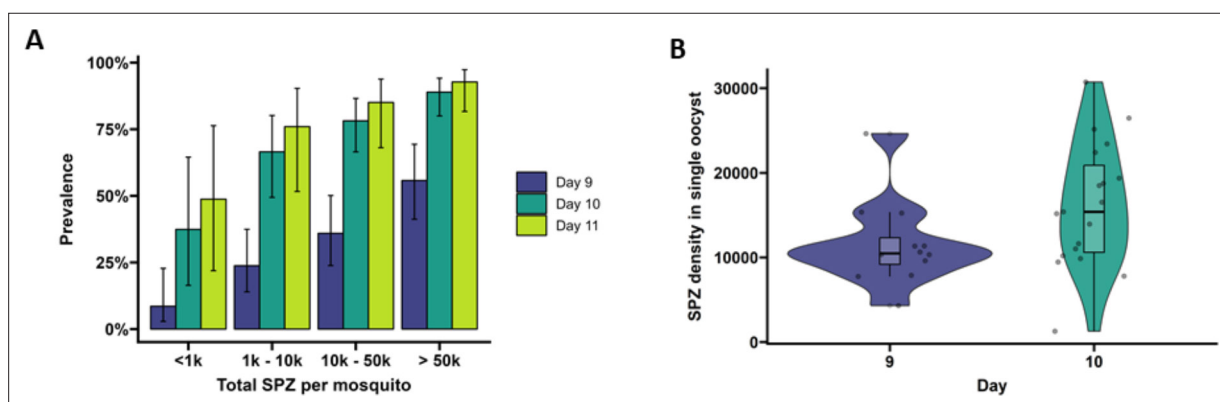 A
Prevalence
100%
75%
50%
25%
0%
<1k
1k - 10k
10k - 50k
> 50k
Total SPZ per mosquito
Day 9
Day 10
Day 11
B
SPZ density in single oocyst
30000
20000
10000
0
9
10
Day